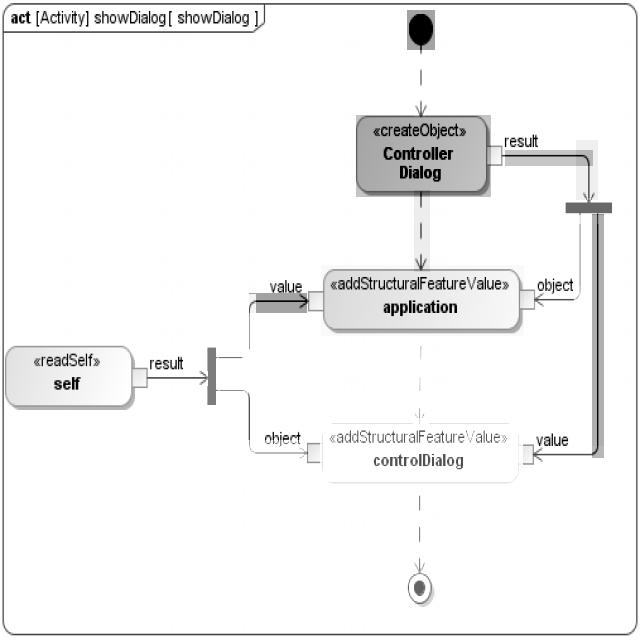 act [Activity] showDialog[ showDialog ]
«createObject»
Controller
Dialog
result
value
«addStructuralFeatureValue»
application
object
«readSelf»
self
result
object
«addStructuralFeatureValue»
controlDialog
value